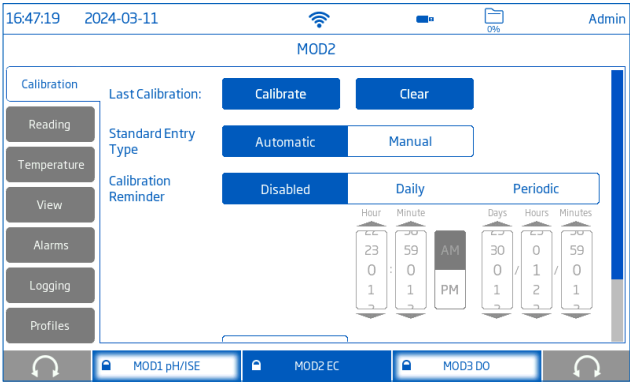 16:47:19 2024-03-11 0% Admin
MOD2
Calibration
Last Calibration: Calibrate Clear
Reading
Standard Entry
Type
Automatic Manual
Temperature
Calibration
Reminder
Disabled Daily Periodic
View
Hour Minute Days Hours Minutes
23 59 AM 30 0 59
Alarms
0 : 0 0 / 1 / 0
Logging
1 1 PM 1 2 1
Profiles
MOD1 pH/ISE MOD2 EC MOD3 DO